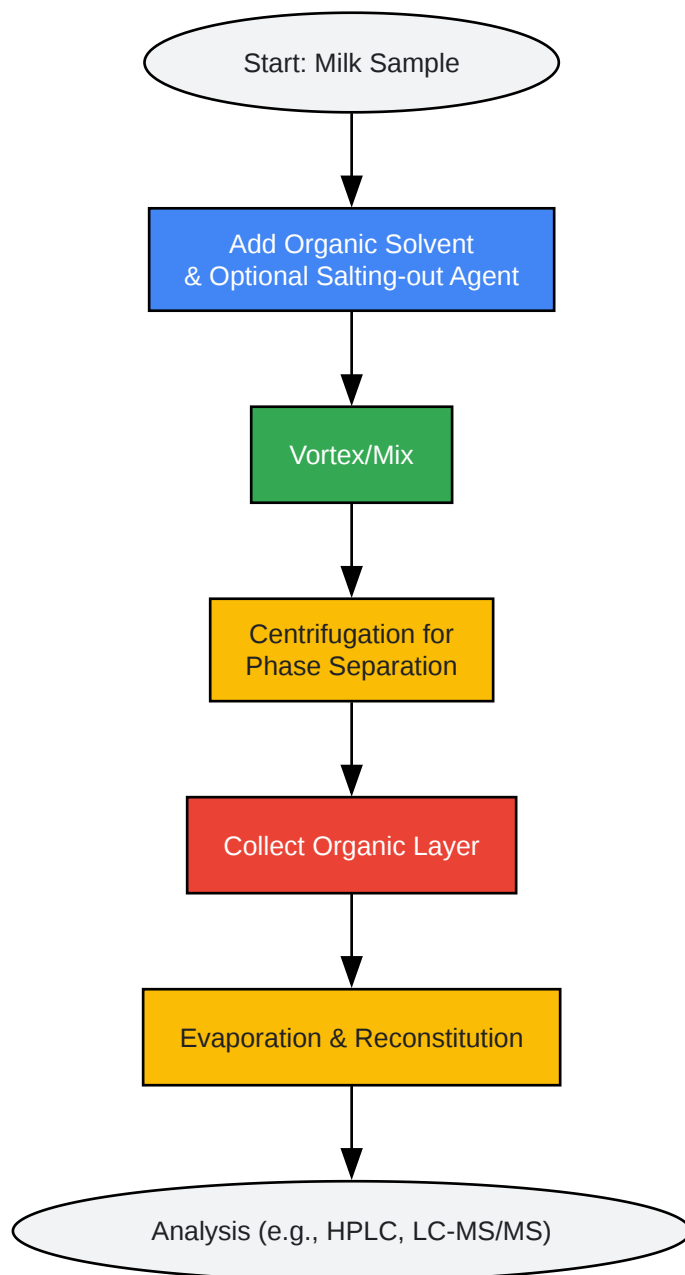 Start: Milk Sample
Add Organic Solvent
& Optional Salting-out Agent
Vortex/Mix
Centrifugation for
Phase Separation
Collect Organic Layer
Evaporation & Reconstitution
Analysis (e.g., HPLC, LC-MS/MS)